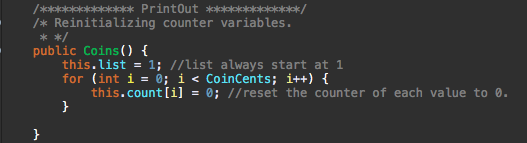 /************* PrintOut *************/
/* Reinitializing counter variables.
* */
public Coins() {
this.list = 1; //list always start at 1
for (int i = 0; i < CoinCents; i++) {
this.count[i] = 0; //reset the counter of each value to 0.
}
}